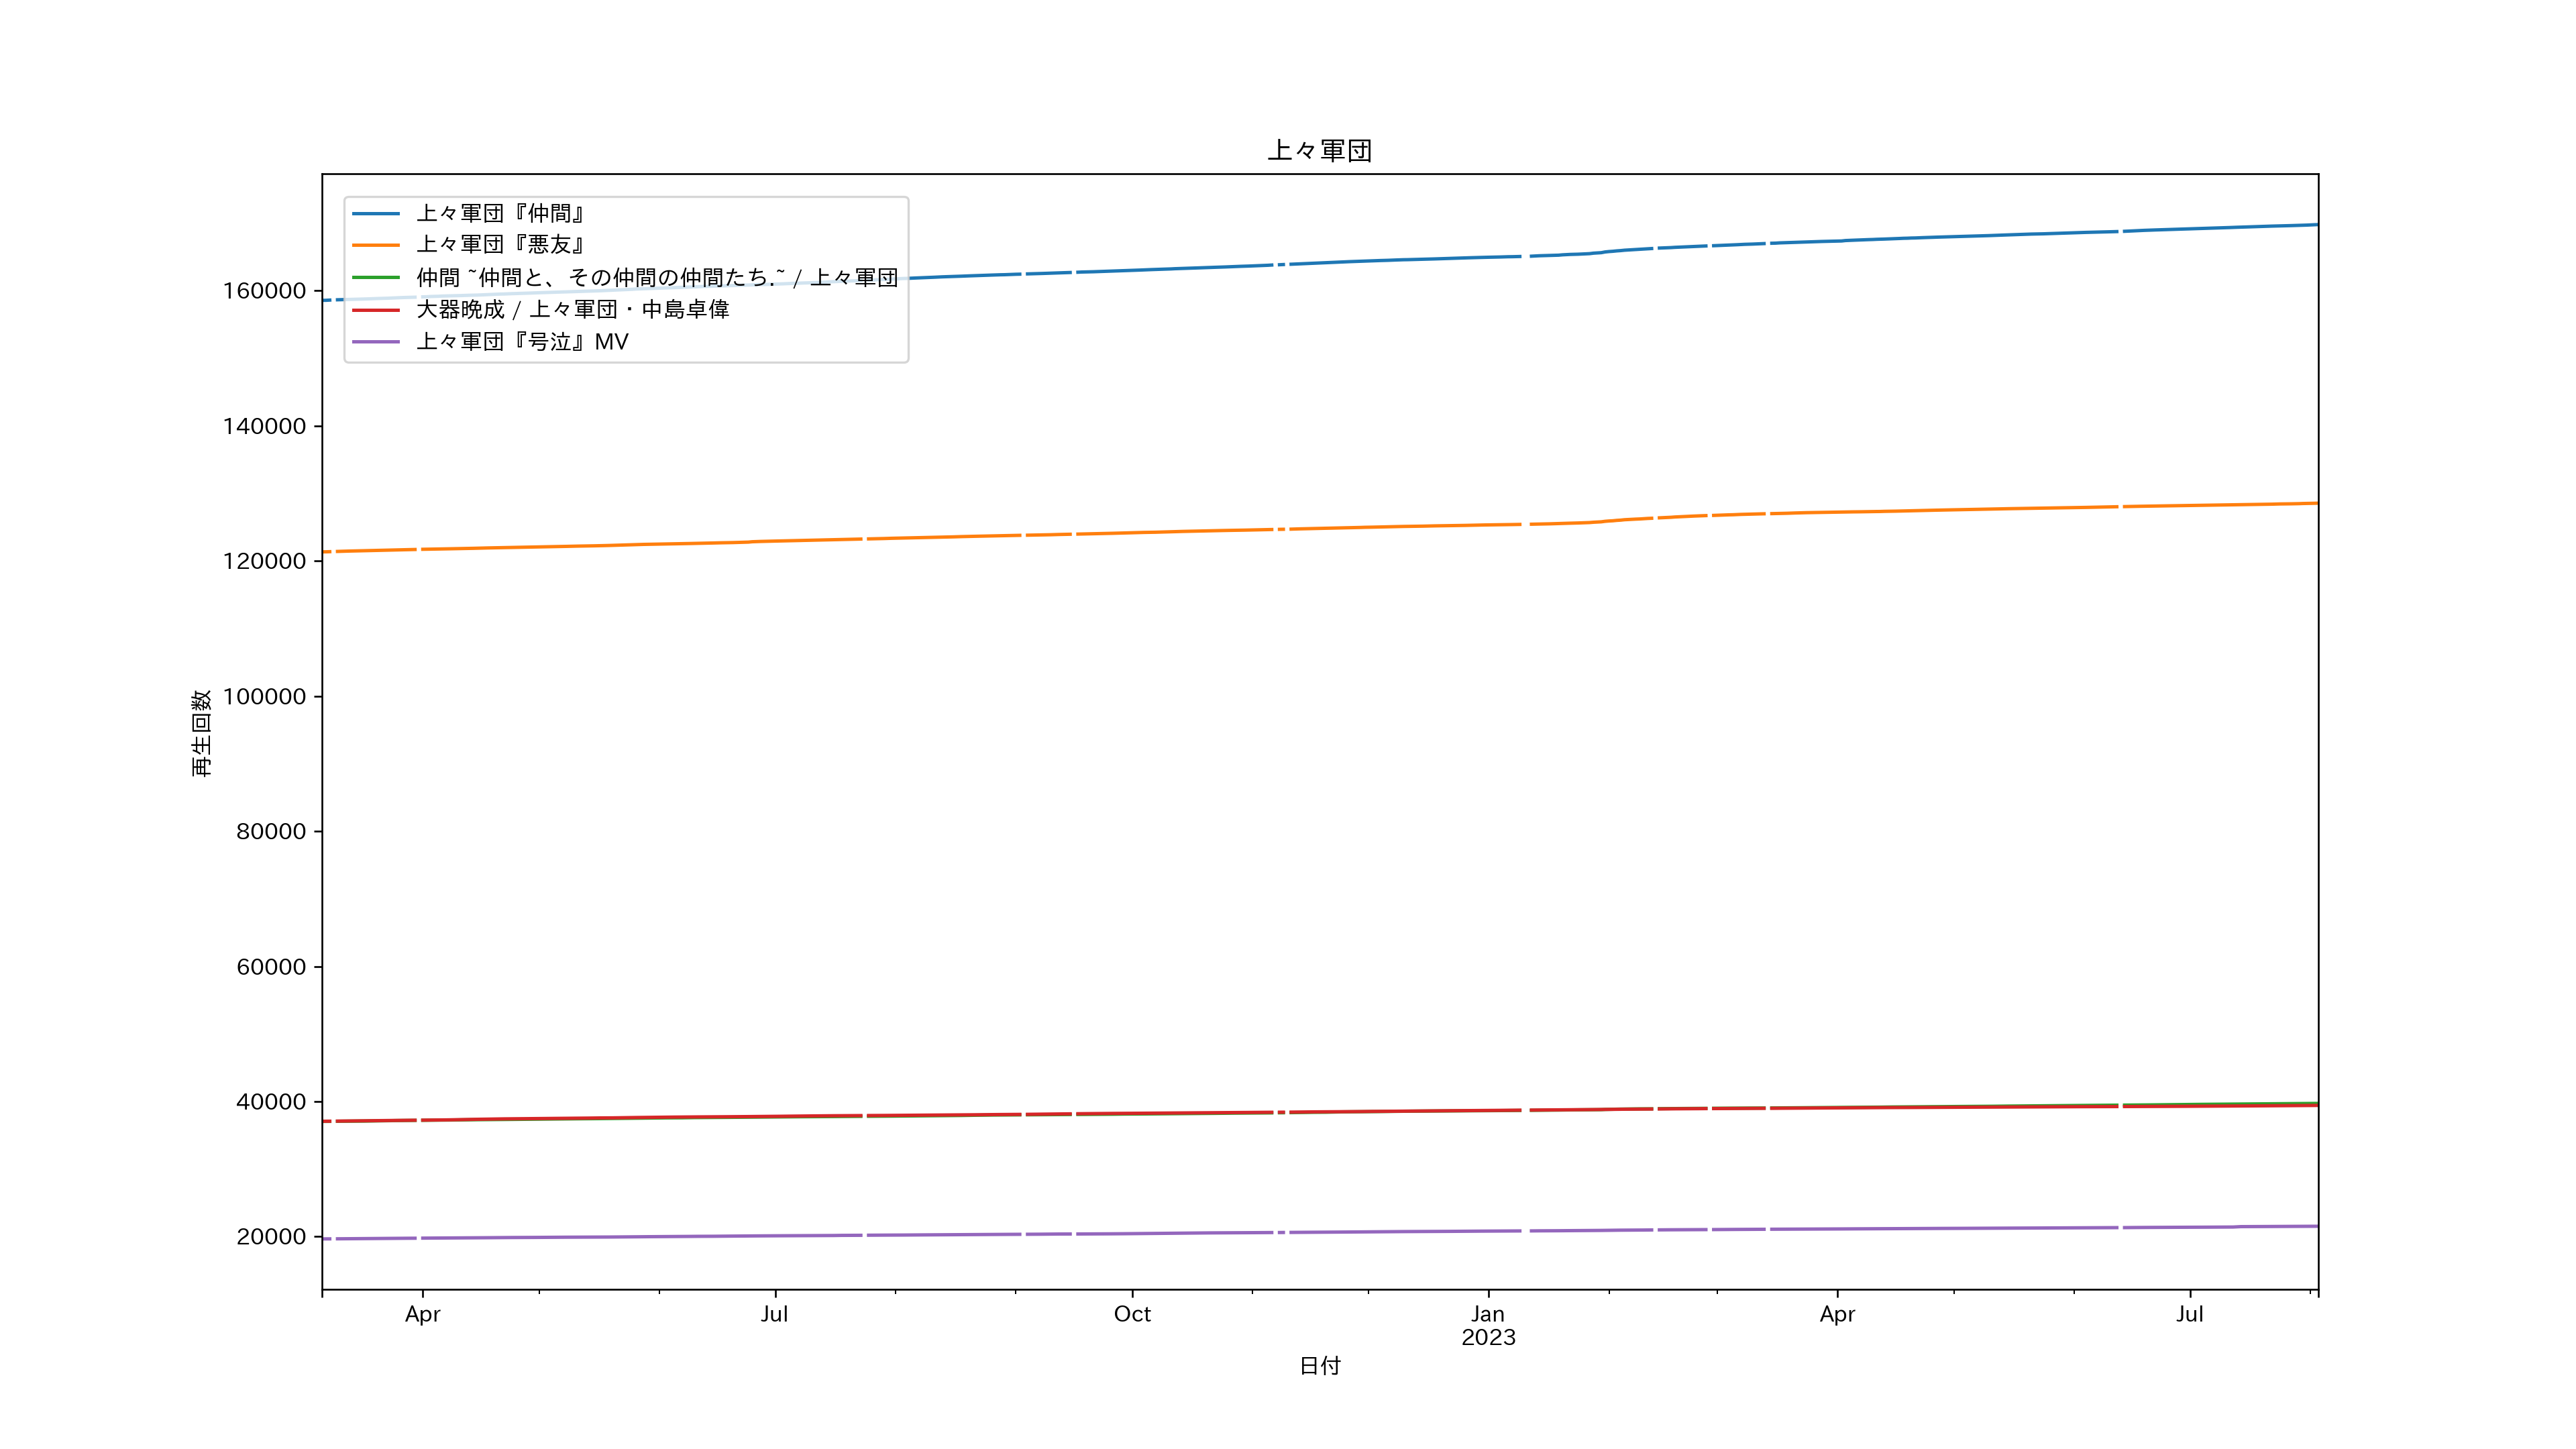 上々軍団
上々軍団『仲間』
上々軍団『悪友』
仲間 ~仲間と、その仲間の仲間たち.~ / 上々軍団
大器晩成 / 上々軍団・中島卓偉
上々軍団『号泣』MV
160000
140000
120000
100000
80000
60000
40000
20000
再生回数
Apr
Jul
Oct
Jan
2023
Apr
Jul
日付